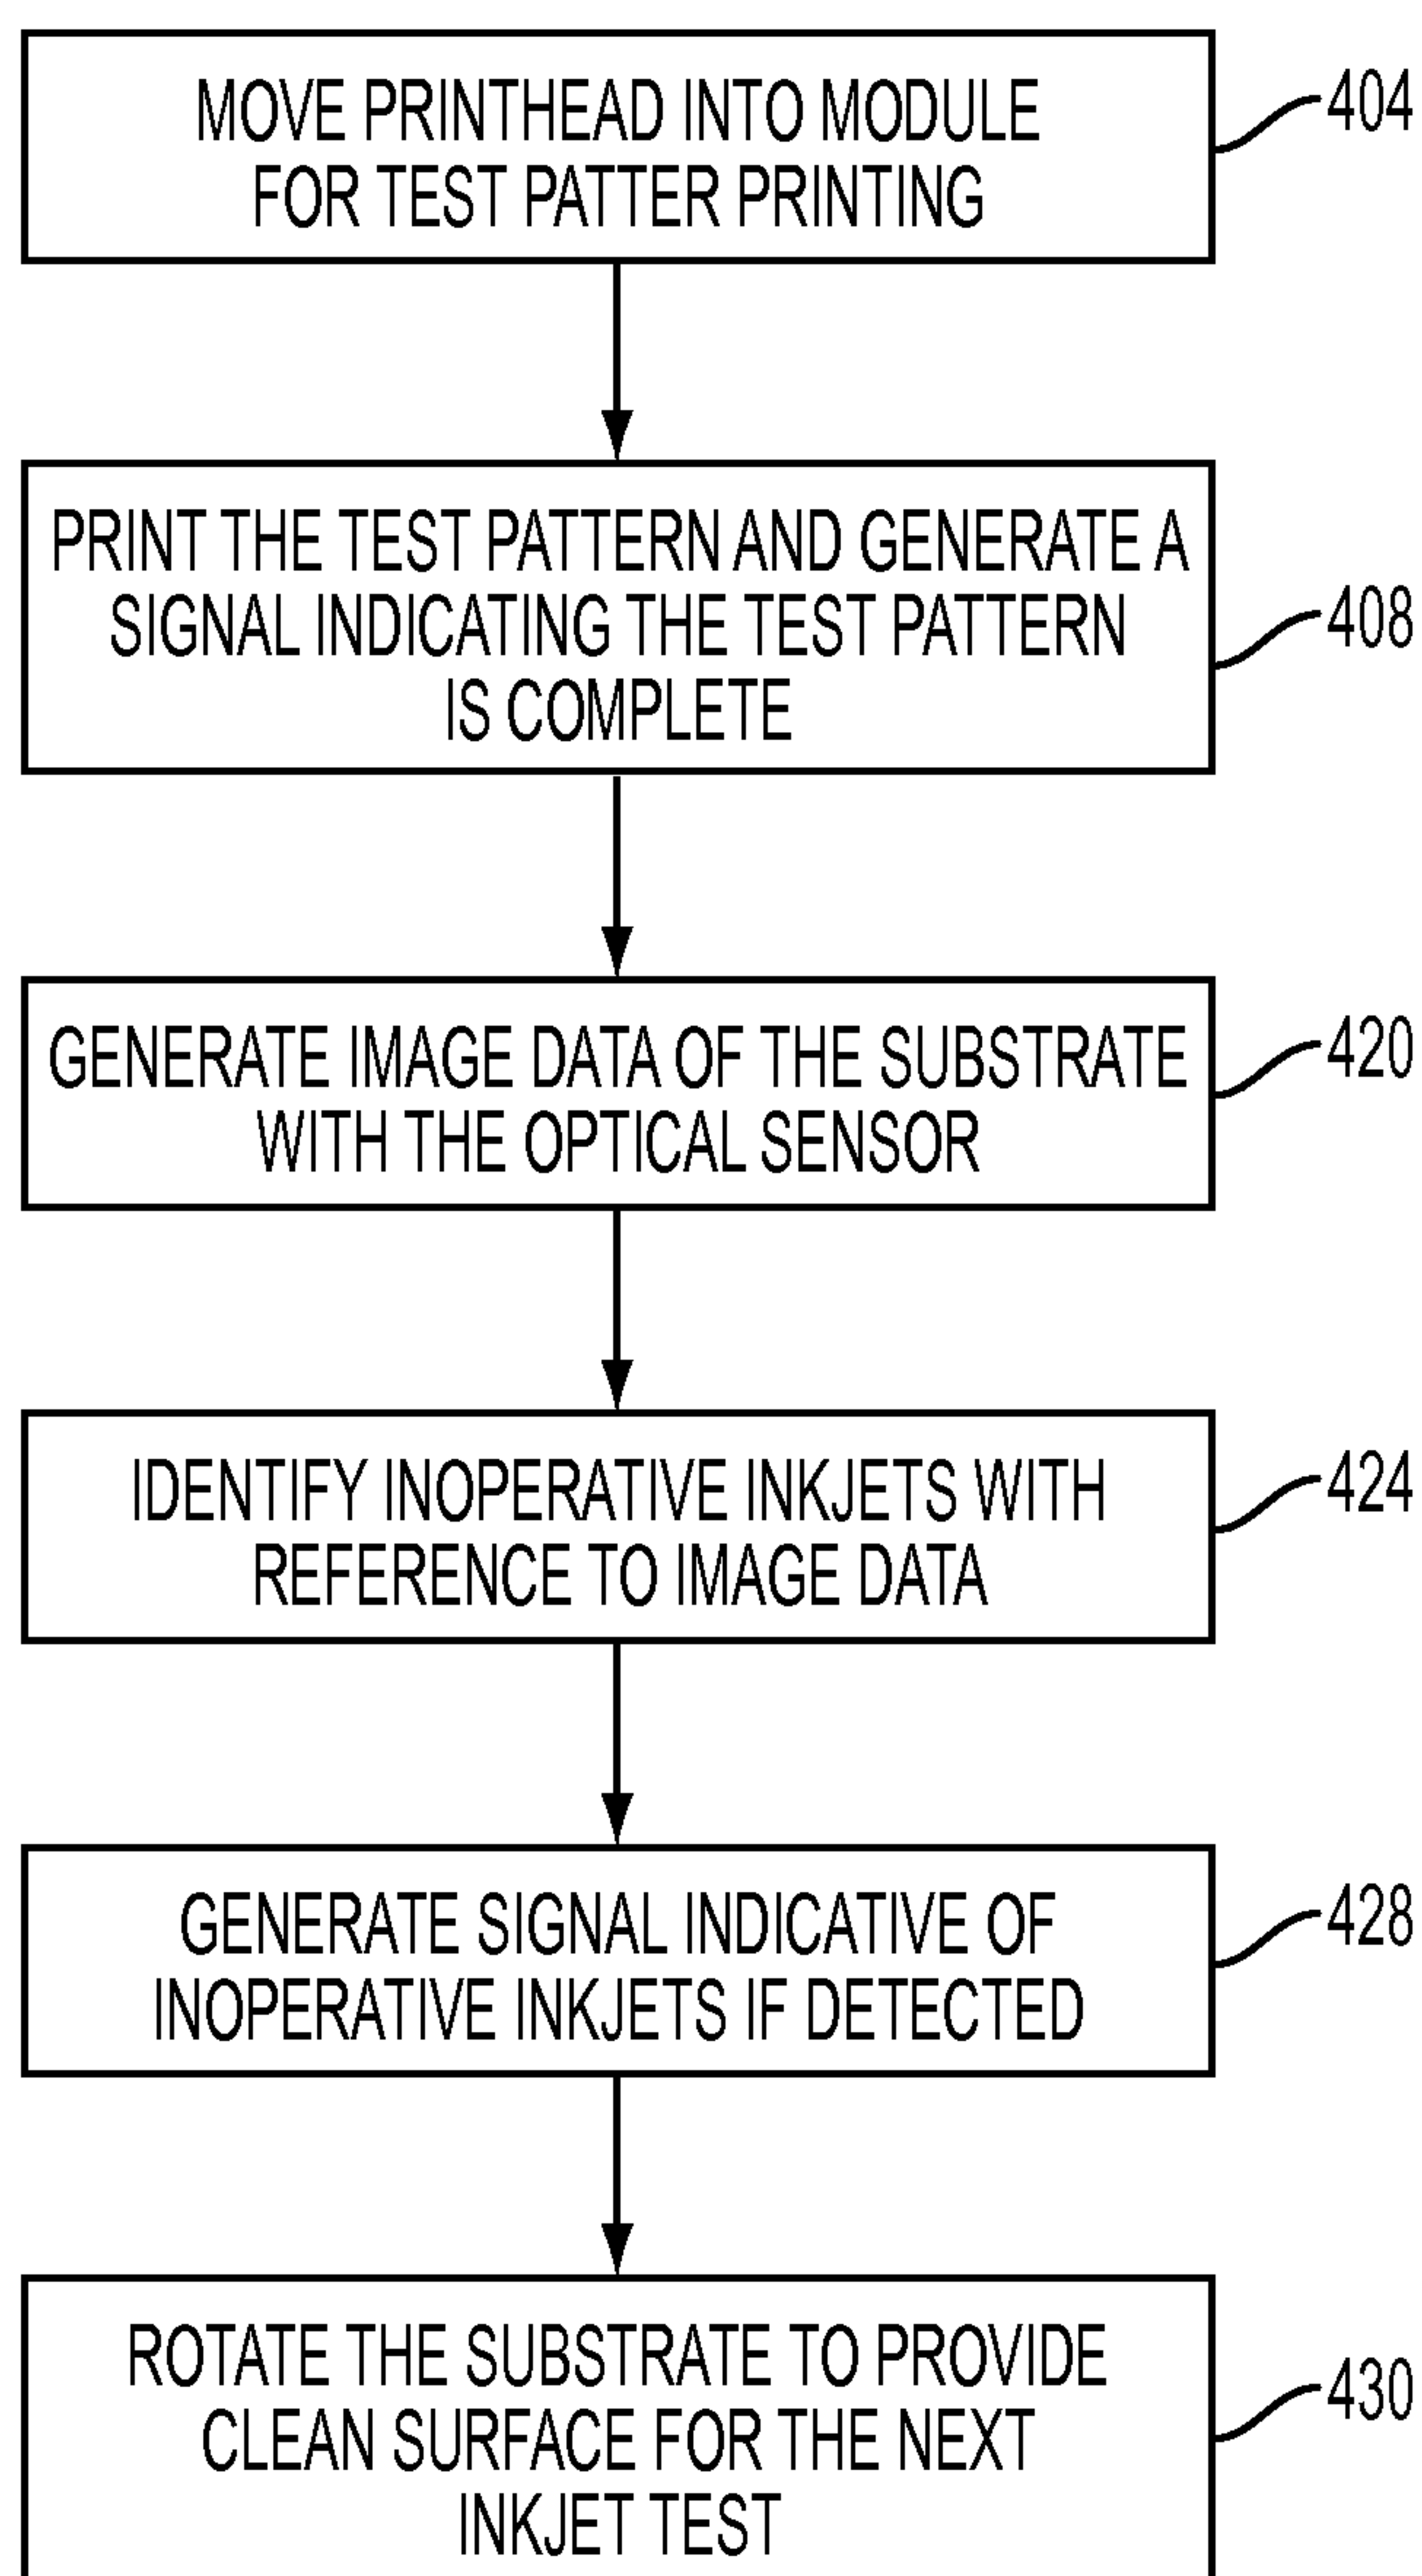 MOVE PRINTHEAD INTO MODULE
FOR TEST PATTER PRINTING
404
PRINT THE TEST PATTERN AND GENERATE A
SIGNAL INDICATING THE TEST PATTERN
IS COMPLETE
408
GENERATE IMAGE DATA OF THE SUBSTRATE
WITH THE OPTICAL SENSOR
420
IDENTIFY INOPERATIVE INKJETS WITH
REFERENCE TO IMAGE DATA
424
GENERATE SIGNAL INDICATIVE OF
INOPERATIVE INKJETS IF DETECTED
428
ROTATE THE SUBSTRATE TO PROVIDE
CLEAN SURFACE FOR THE NEXT
INKJET TEST
430